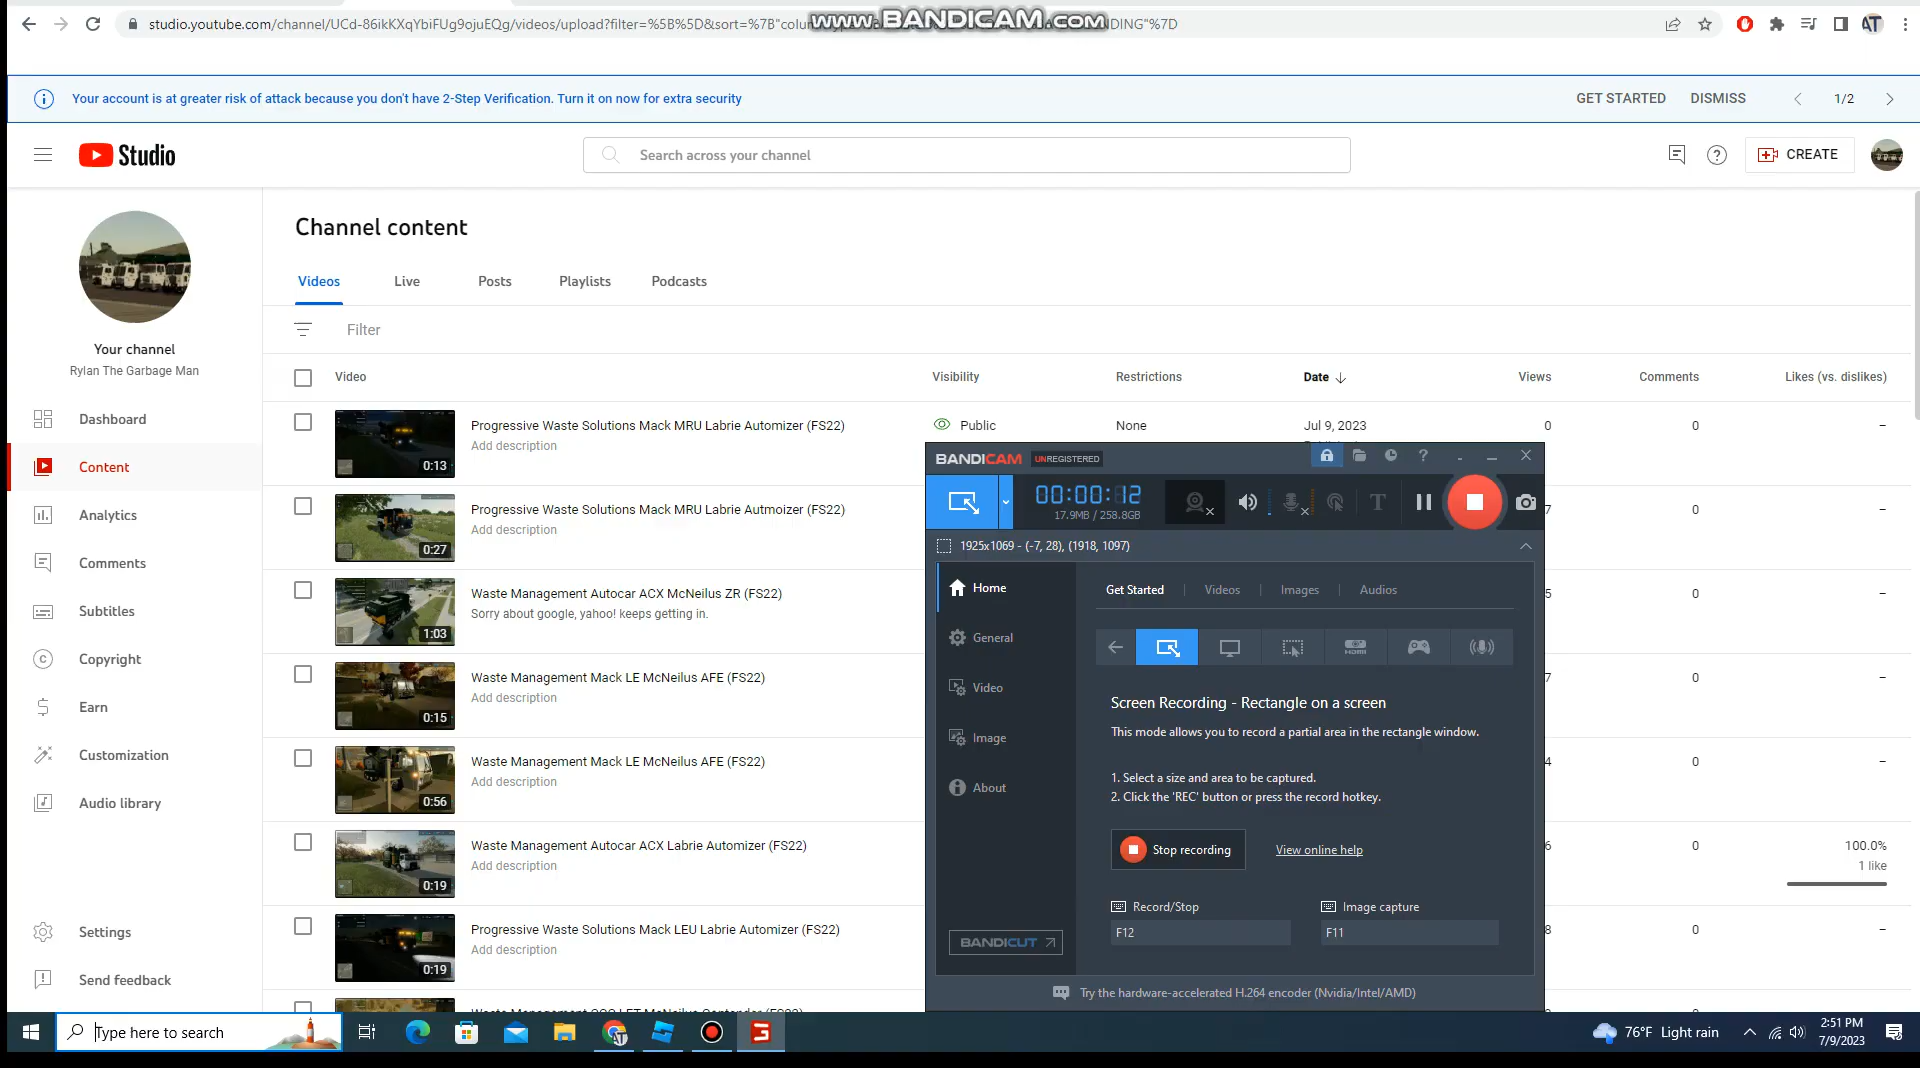 studio.youtube.com/channel/UCd-86ikKXqYbiFUg9ojuEQg/videos/upload?filter=%5B%5D&sort=%7B"colu
NDING"%7D
www.BANDICAM.com
AT
Your account is at greater risk of attack because you don't have 2-Step Verification. Turn it on now for extra security
GET STARTED
DISMISS
1/2
Studio
Search across your channel
CREATE
Channel content
Videos
Live
Posts
Playlists
Podcasts
Filter
Your channel
Rylan The Garbage Man
Dashboard
Content
Analytics
Comments
Subtitles
Copyright
Earn
Customization
Audio library
Settings
Send feedback
Video
Visibility
Restrictions
Date
Views
Comments
Likes (vs. dislikes)
0:13
Progressive Waste Solutions Mack MRU Labrie Automizer (FS22)
Add description
Public
None
Jul 9, 2023
0
0
–
0:27
Progressive Waste Solutions Mack MRU Labrie Autmoizer (FS22)
Add description
7
0
–
1:03
Waste Management Autocar ACX McNeilus ZR (FS22)
Sorry about google, yahoo! keeps getting in.
5
0
–
0:15
Waste Management Mack LE McNeilus AFE (FS22)
Add description
7
0
–
0:56
Waste Management Mack LE McNeilus AFE (FS22)
Add description
4
0
–
0:19
Waste Management Autocar ACX Labrie Automizer (FS22)
Add description
6
0
100.0%
1 like
0:19
Progressive Waste Solutions Mack LEU Labrie Automizer (FS22)
Add description
8
0
–
BANDICAM
UNREGISTERED
00:00:12
17.9MB / 258.8GB
1925x1069 - (-7, 28), (1918, 1097)
Home
General
Video
Image
About
BANDICUT
Get Started
Videos
Images
Audios
HDMI
Screen Recording - Rectangle on a screen
This mode allows you to record a partial area in the rectangle window.
1. Select a size and area to be captured.
2. Click the 'REC' button or press the record hotkey.
Stop recording
View online help
Record/Stop
F12
Image capture
F11
Try the hardware-accelerated H.264 encoder (Nvidia/Intel/AMD)
Type here to search
76°F Light rain
2:51 PM
7/9/2023